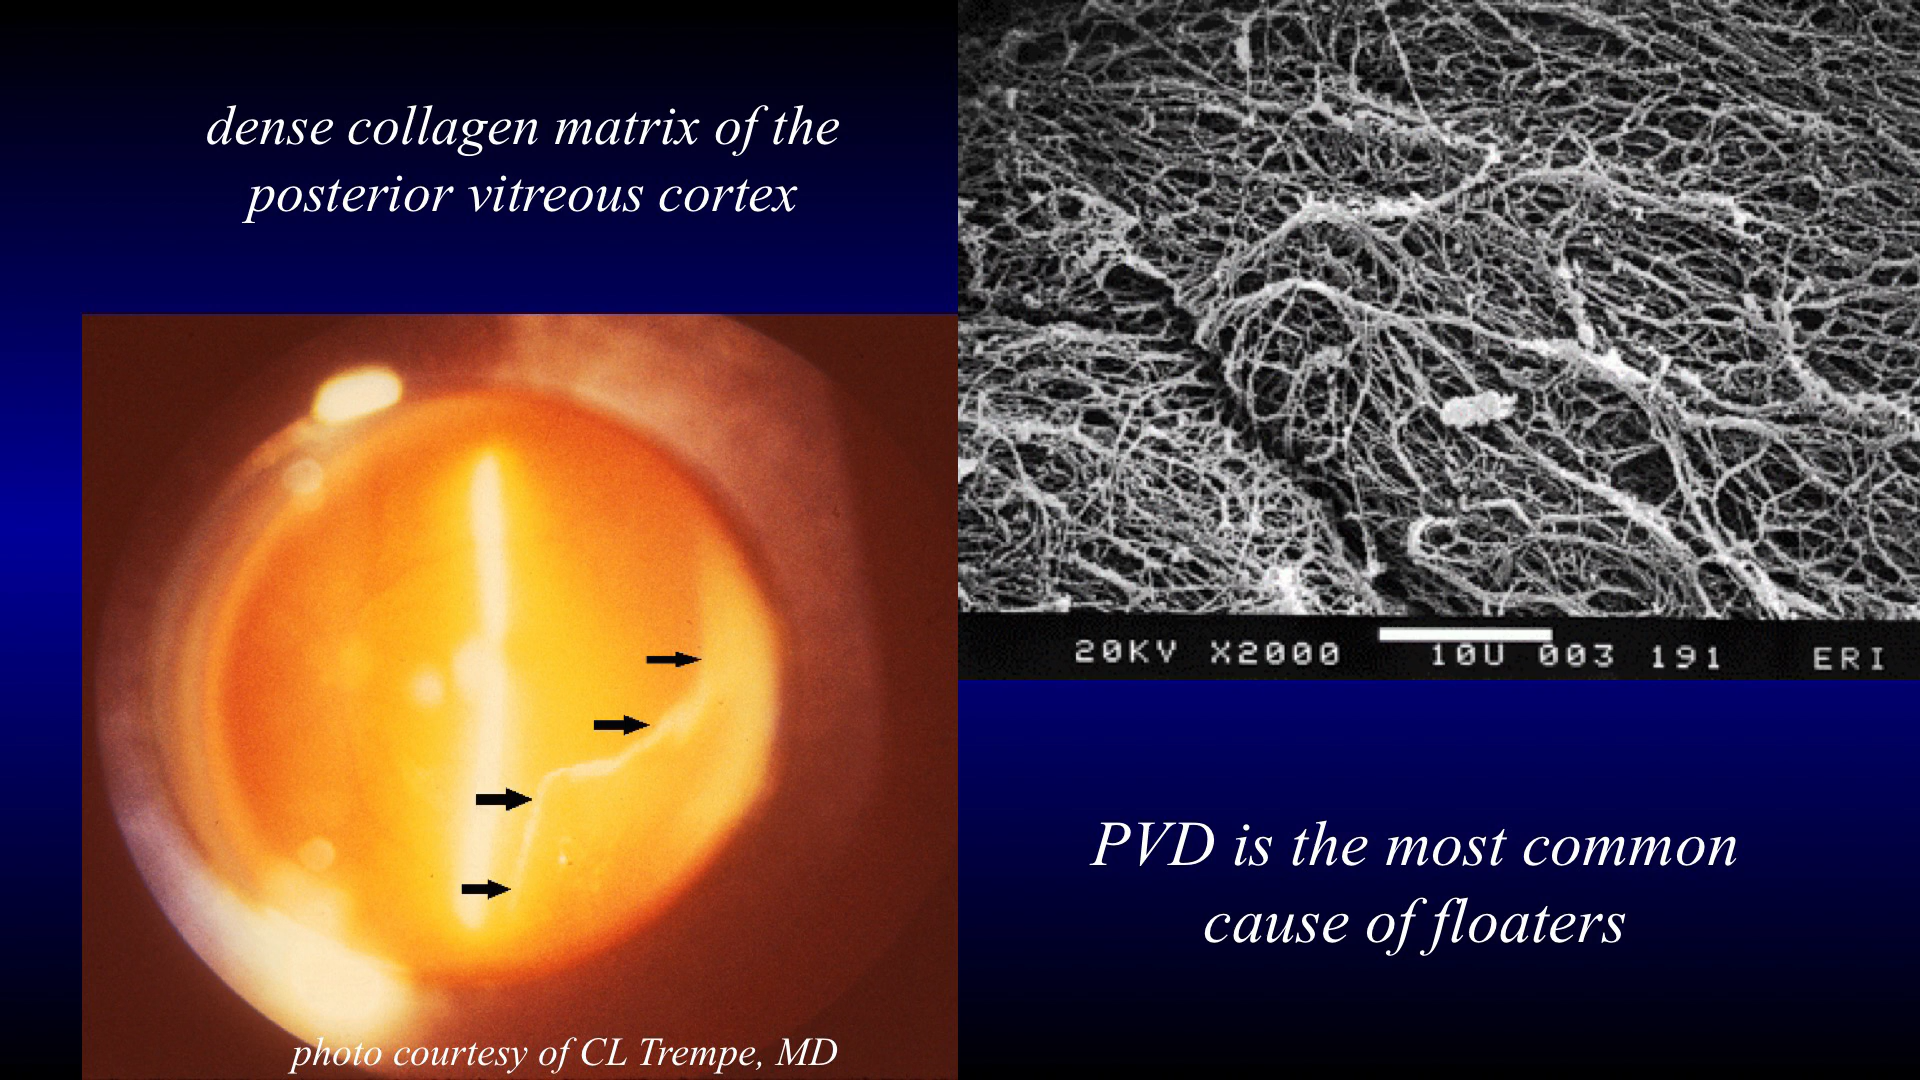 dense collagen matrix of the
posterior vitreous cortex
20KV X2000 10U 003 191 ERI
PVD is the most common
cause of floaters
photo courtesy of CL Trempe, MD